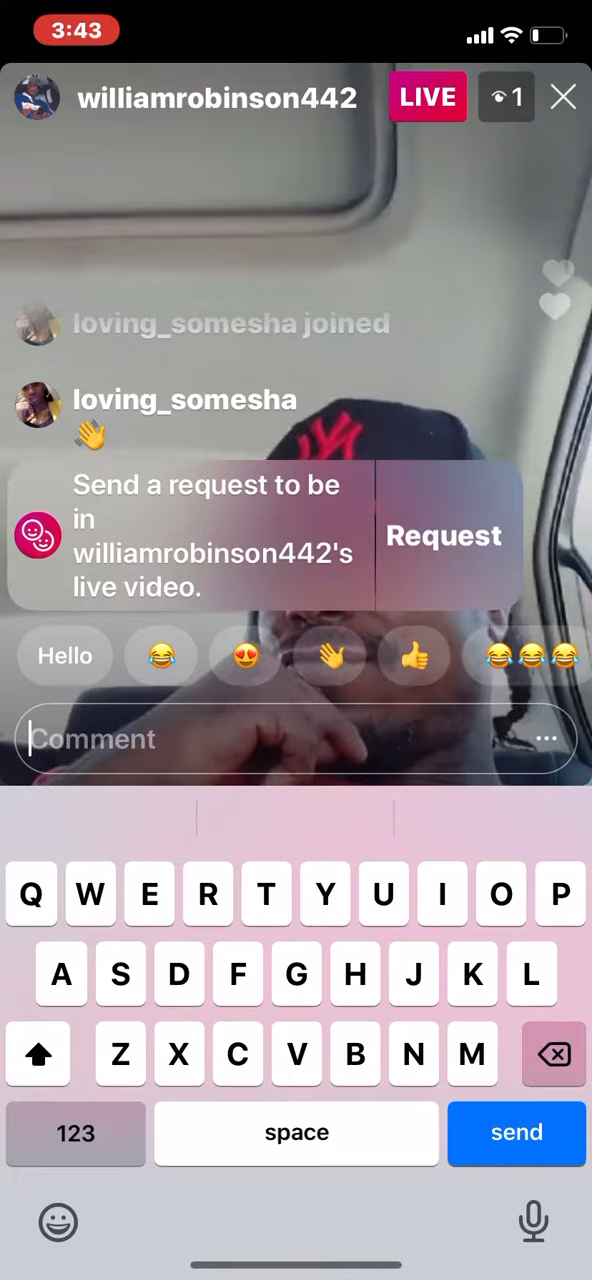 3:43
williamrobinson442 LIVE 1
loving_somesha joined
loving_somesha
👋
Send a request to be
in
williamrobinson442's
live video.
Request
Hello 😂 😍 👋 👍 😂😂😂
Comment ...
Q W E R T Y U I O P
A S D F G H J K L
Z X C V B N M
123 space send